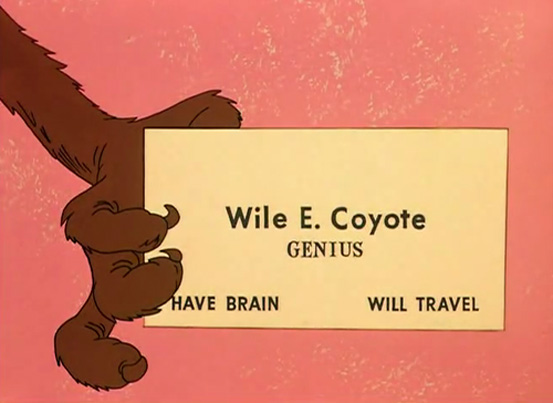 Wile E. Coyote
GENIUS
HAVE BRAIN WILL TRAVEL